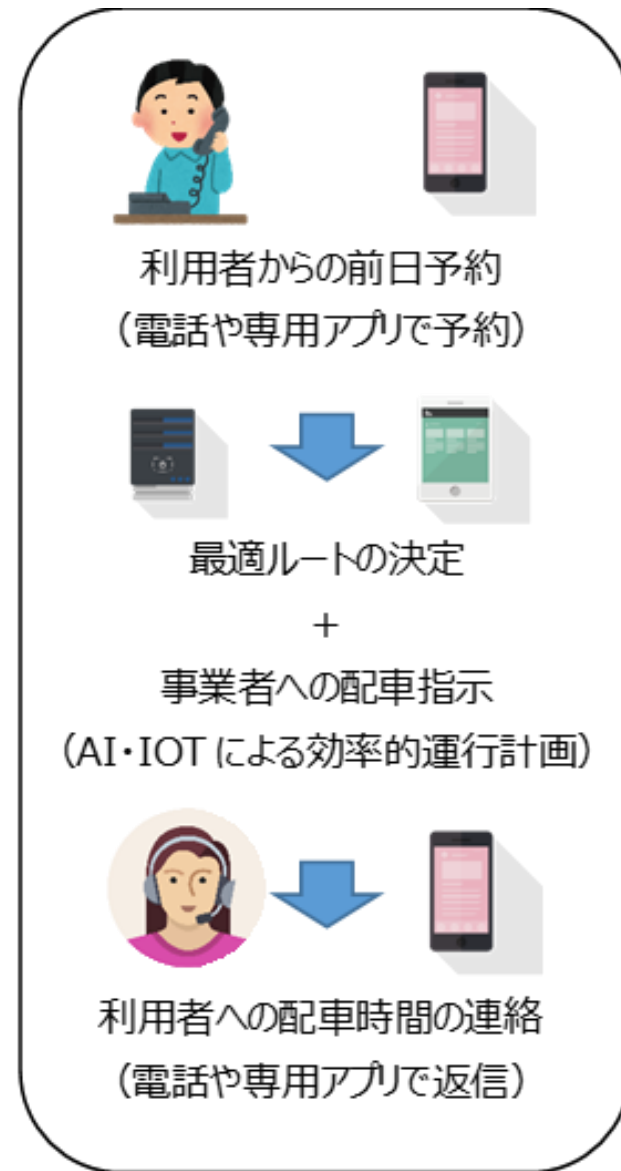 利用者からの前日予約
（電話や専用アプリで予約）
最適ルートの決定
+
事業者への配車指示
（AI・IOTによる効率的運行計画）
利用者への配車時間の連絡
（電話や専用アプリで返信）